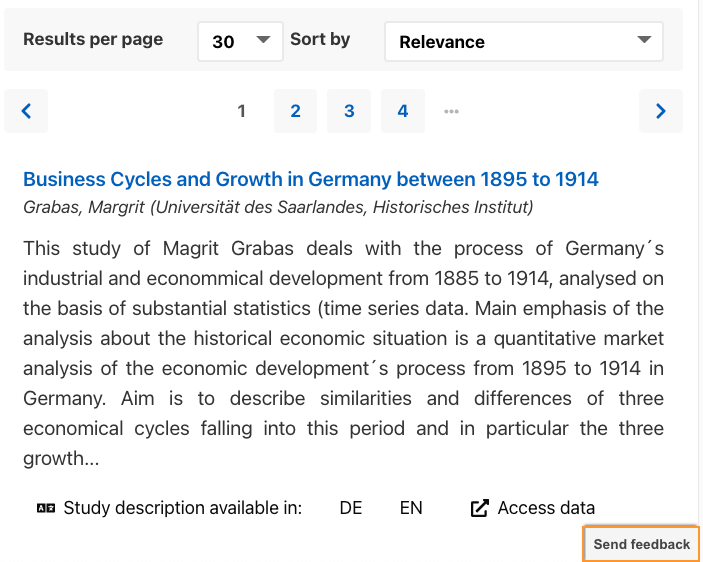 Results per page 30 Sort by Relevance
1 2 3 4 ...
Business Cycles and Growth in Germany between 1895 to 1914
Grabas, Margrit (Universität des Saarlandes, Historisches Institut)
This study of Magrit Grabas deals with the process of Germany´s
industrial and econommical development from 1885 to 1914, analysed on
the basis of substantial statistics (time series data. Main emphasis of the
analysis about the historical economic situation is a quantitative market
analysis of the economic development´s process from 1895 to 1914 in
Germany. Aim is to describe similarities and differences of three
economical cycles falling into this period and in particular the three
growth...
Study description available in: DE EN Access data
Send feedback